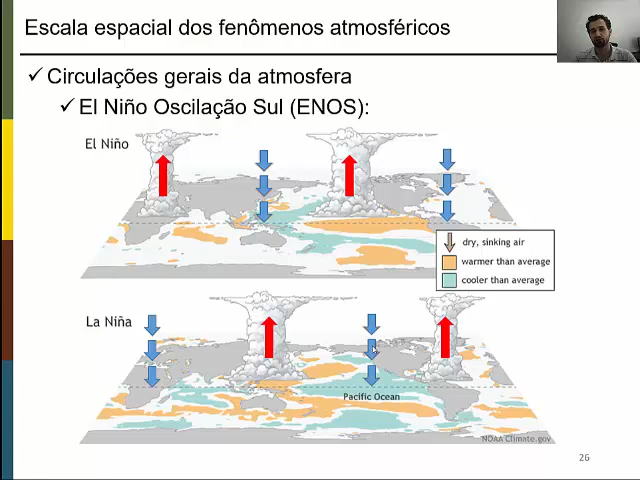 Escala espacial dos fenômenos atmosféricos
Circulações gerais da atmosfera
El Niño Oscilação Sul (ENOS):
El Niño
dry, sinking air
warmer than average
cooler than average
La Niña
Pacific Ocean
NOAA Climate.gov
26